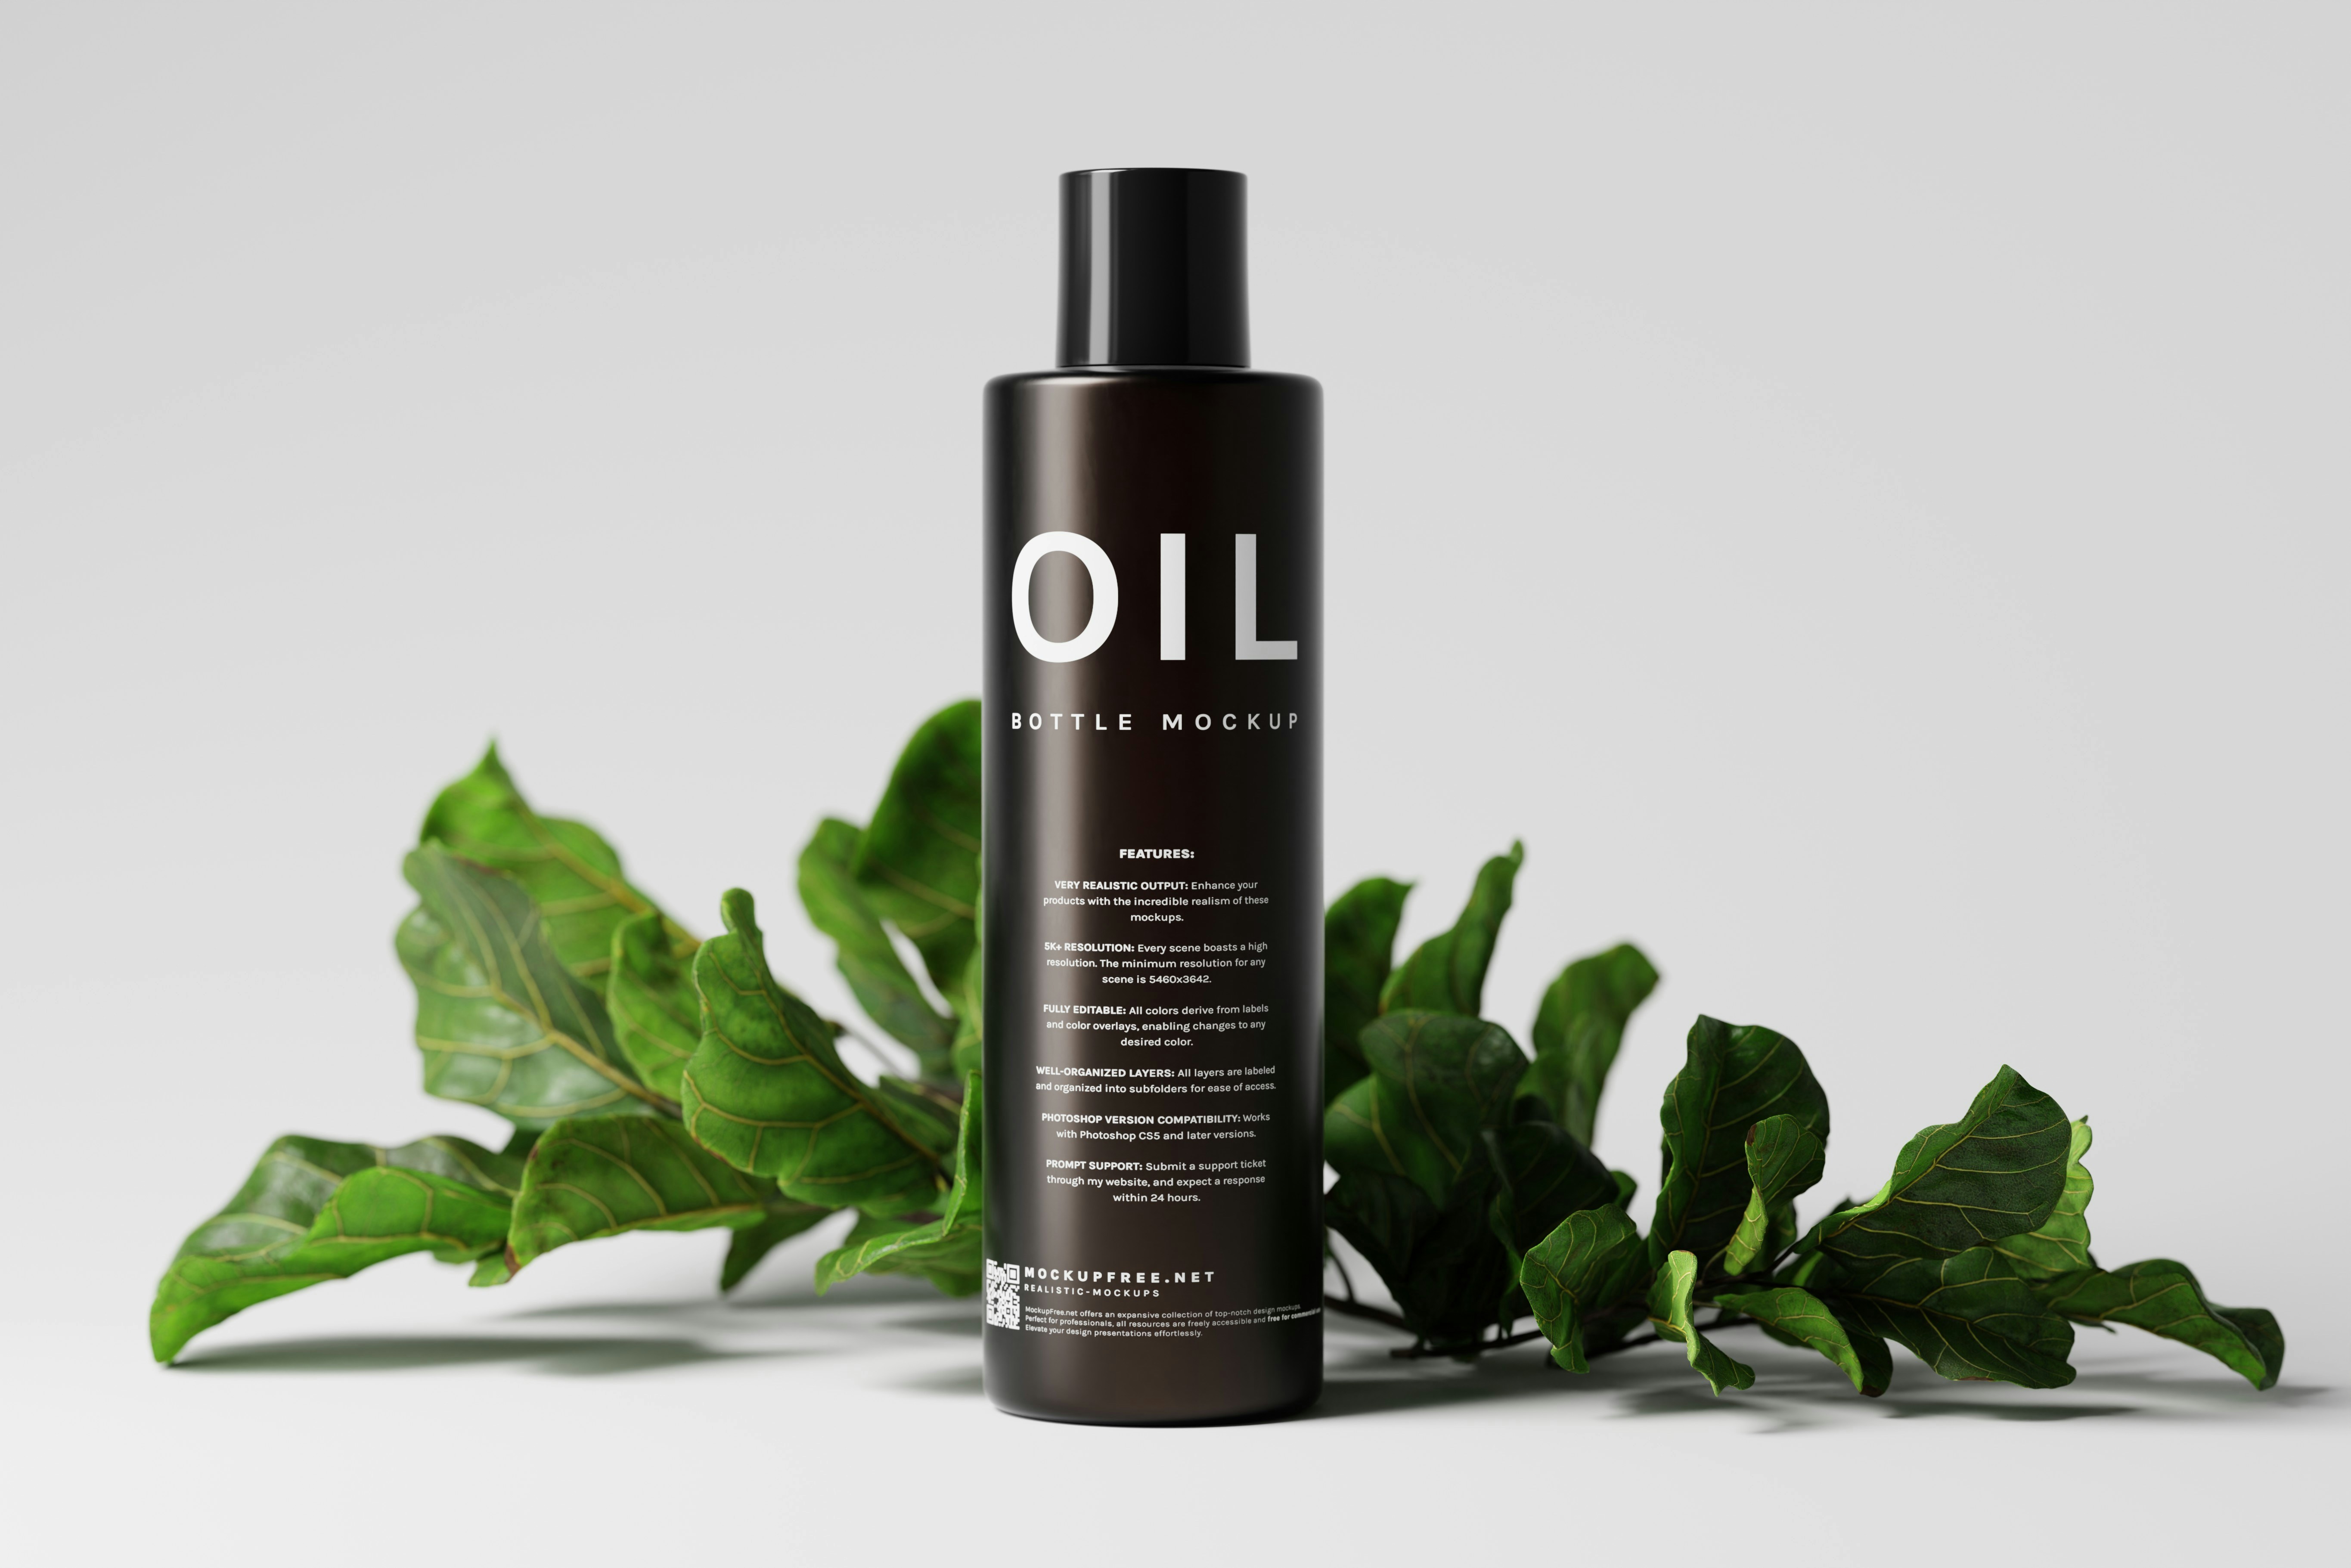 OIL
BOTTLE MOCKUP
FEATURES:
VERY REALISTIC OUTPUT: Enhance your
products with the incredible realism of these
mockups.
5K+ RESOLUTION: Every scene boasts a high
resolution. The minimum resolution for any
scene is 5460x3642.
FULLY EDITABLE: All colors derive from labels
and color overlays, enabling changes to any
desired color.
WELL-ORGANIZED LAYERS: All layers are labeled
and organized into subfolders for ease of access.
PHOTOSHOP VERSION COMPATIBILITY: Works
with Photoshop CS5 and later versions.
PROMPT SUPPORT: Submit a support ticket
through my website, and expect a response
within 24 hours.
MOCKUPFREE.NET
REALISTIC-MOCKUPS
MockupFree.net offers an expansive collection of top-notch design mockups.
Perfect for professionals, all resources are freely accessible and free for commercial
Elevate your design presentations effortlessly.